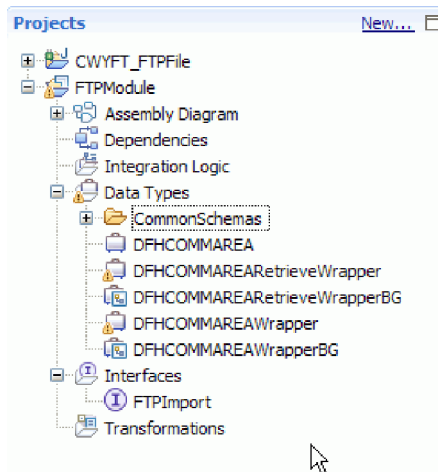 Projects New...
CWYFT_FTPFile
FTPModule
Assembly Diagram
Dependencies
Integration Logic
Data Types
CommonSchemas
DFHCOMMAREA
DFHCOMMAREARetrieveWrapper
DFHCOMMAREARetrieveWrapperBG
DFHCOMMAREAWrapper
DFHCOMMAREAWrapperBG
Interfaces
FTPImport
Transformations